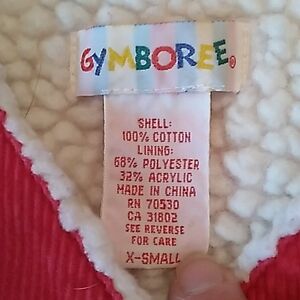 GYMBOREE®
SHELL:
100% COTTON
LINING:
68% POLYESTER
32% ACRYLIC
MADE IN CHINA
RN 70530
CA 31802
SEE REVERSE
FOR CARE
X-SMALL